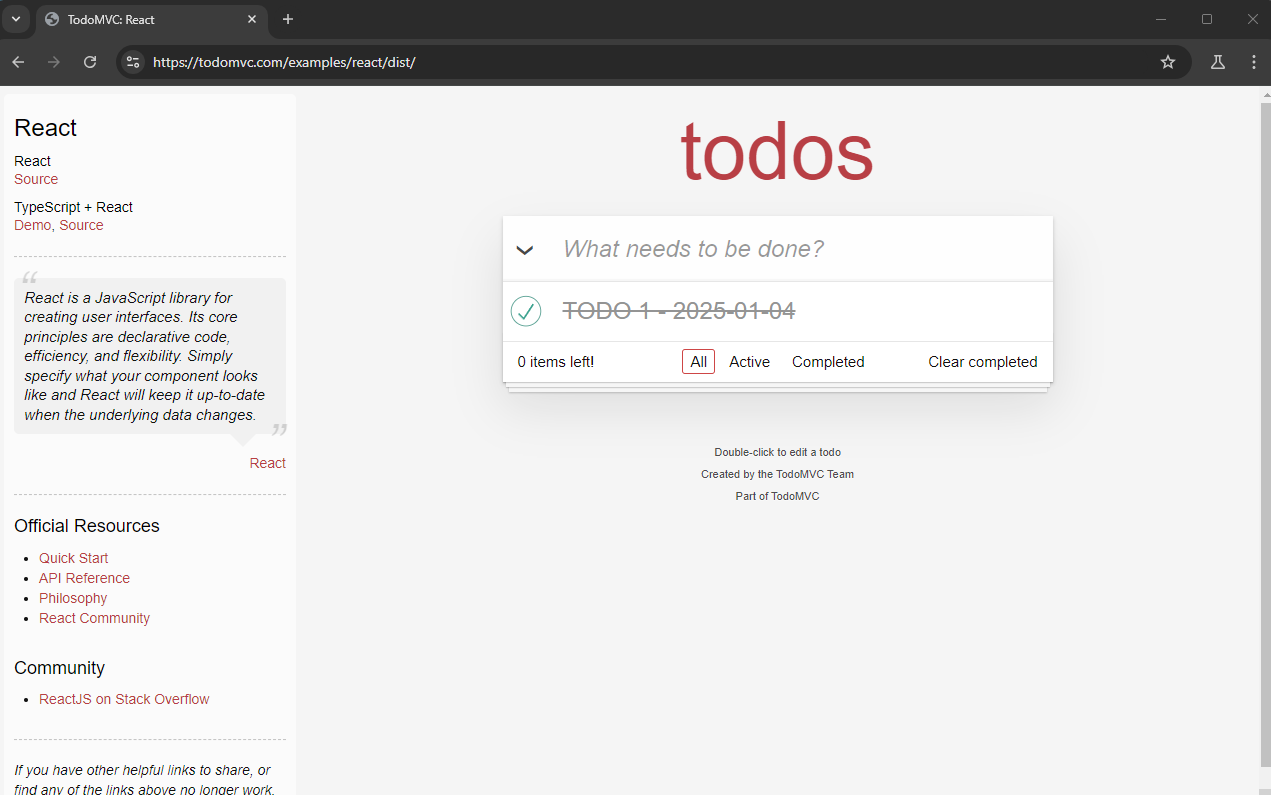 TodoMVC: React
https://todomvc.com/examples/react/dist/
React
React
Source
TypeScript + React
Demo, Source
“
React is a JavaScript library for
creating user interfaces. Its core
principles are declarative code,
efficiency, and flexibility. Simply
specify what your component looks
like and React will keep it up-to-date
when the underlying data changes.
”
React
Official Resources
• Quick Start
• API Reference
• Philosophy
• React Community
Community
• ReactJS on Stack Overflow
If you have other helpful links to share, or
find any of the links above no longer work,
todos
What needs to be done?
TODO 1 - 2025-01-04
0 items left!
All
Active
Completed
Clear completed
Double-click to edit a todo
Created by the TodoMVC Team
Part of TodoMVC